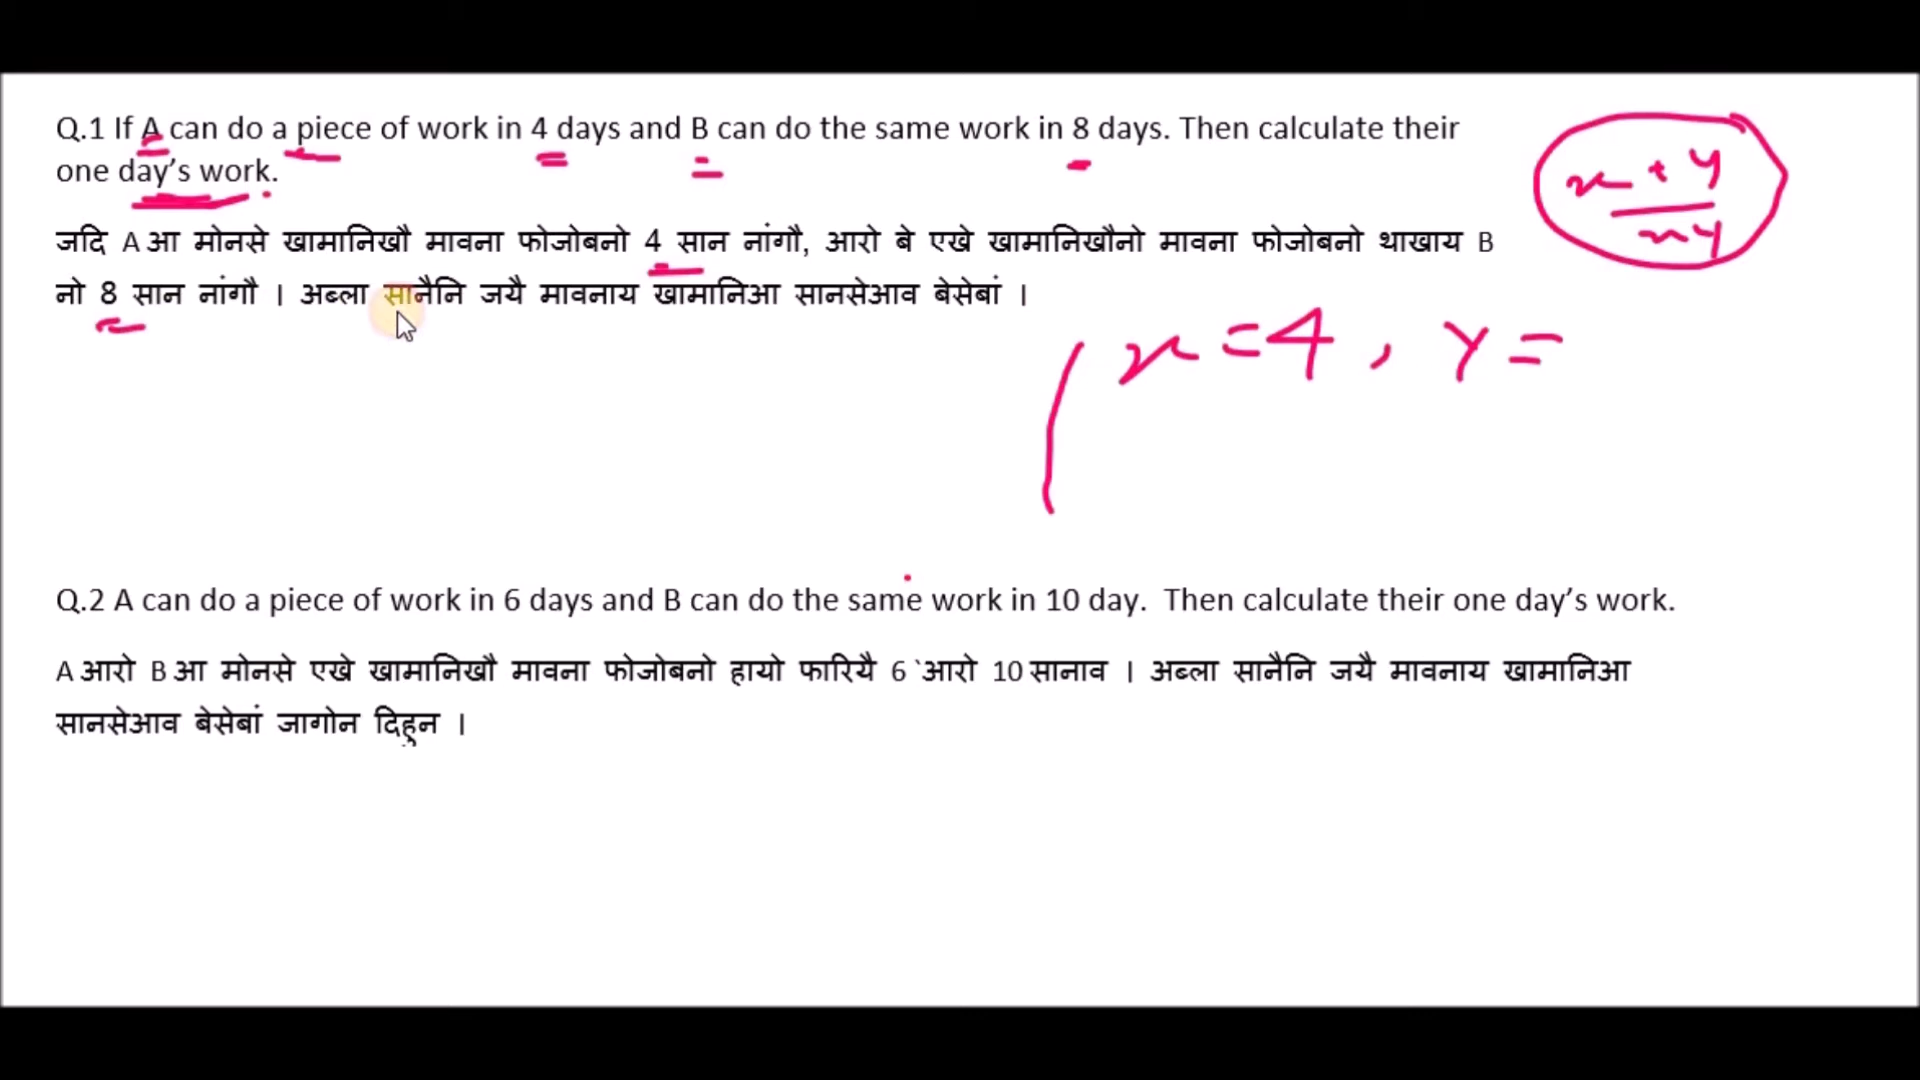 Q.1 If A can do a piece of work in 4 days and B can do the same work in 8 days. Then calculate their
one day's work.
x + y
xy
जदि A आ मोनसे खामानिखौ मावना फोजोबनो 4 सान नांगौ, आरो बे एखे खामानिखौनो मावना फोजोबनो थाखाय B
नो 8 सान नांगौ । अब्ला सानैनि जयै मावनाय खामानिआ सानसेआव बेसेबां ।
x = 4 , y =
Q.2 A can do a piece of work in 6 days and B can do the same work in 10 day. Then calculate their one day's work.
A आरो B आ मोनसे एखे खामानिखौ मावना फोजोबनो हायो फारियै 6 `आरो 10 सानाव । अब्ला सानैनि जयै मावनाय खामानिआ
सानसेआव बेसेबां जागोन दिहुन ।